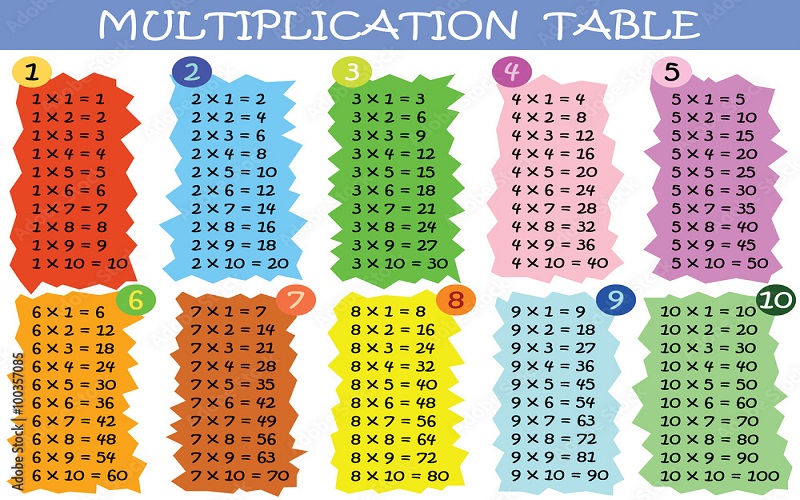 MULTIPLICATION TABLE
1
1 × 1 = 1
1 × 2 = 2
1 × 3 = 3
1 × 4 = 4
1 × 5 = 5
1 × 6 = 6
1 × 7 = 7
1 × 8 = 8
1 × 9 = 9
1 × 10 = 10
2
2 × 1 = 2
2 × 2 = 4
2 × 3 = 6
2 × 4 = 8
2 × 5 = 10
2 × 6 = 12
2 × 7 = 14
2 × 8 = 16
2 × 9 = 18
2 × 10 = 20
3
3 × 1 = 3
3 × 2 = 6
3 × 3 = 9
3 × 4 = 12
3 × 5 = 15
3 × 6 = 18
3 × 7 = 21
3 × 8 = 24
3 × 9 = 27
3 × 10 = 30
4
4 × 1 = 4
4 × 2 = 8
4 × 3 = 12
4 × 4 = 16
4 × 5 = 20
4 × 6 = 24
4 × 7 = 28
4 × 8 = 32
4 × 9 = 36
4 × 10 = 40
5
5 × 1 = 5
5 × 2 = 10
5 × 3 = 15
5 × 4 = 20
5 × 5 = 25
5 × 6 = 30
5 × 7 = 35
5 × 8 = 40
5 × 9 = 45
5 × 10 = 50
6
6 × 1 = 6
6 × 2 = 12
6 × 3 = 18
6 × 4 = 24
6 × 5 = 30
6 × 6 = 36
6 × 7 = 42
6 × 8 = 48
6 × 9 = 54
6 × 10 = 60
7
7 × 1 = 7
7 × 2 = 14
7 × 3 = 21
7 × 4 = 28
7 × 5 = 35
7 × 6 = 42
7 × 7 = 49
7 × 8 = 56
7 × 9 = 63
7 × 10 = 70
8
8 × 1 = 8
8 × 2 = 16
8 × 3 = 24
8 × 4 = 32
8 × 5 = 40
8 × 6 = 48
8 × 7 = 56
8 × 8 = 64
8 × 9 = 72
8 × 10 = 80
9
9 × 1 = 9
9 × 2 = 18
9 × 3 = 27
9 × 4 = 36
9 × 5 = 45
9 × 6 = 54
9 × 7 = 63
9 × 8 = 72
9 × 9 = 81
9 × 10 = 90
10
10 × 1 = 10
10 × 2 = 20
10 × 3 = 30
10 × 4 = 40
10 × 5 = 50
10 × 6 = 60
10 × 7 = 70
10 × 8 = 80
10 × 9 = 90
10 × 10 = 100
Adobe Stock | #100357085